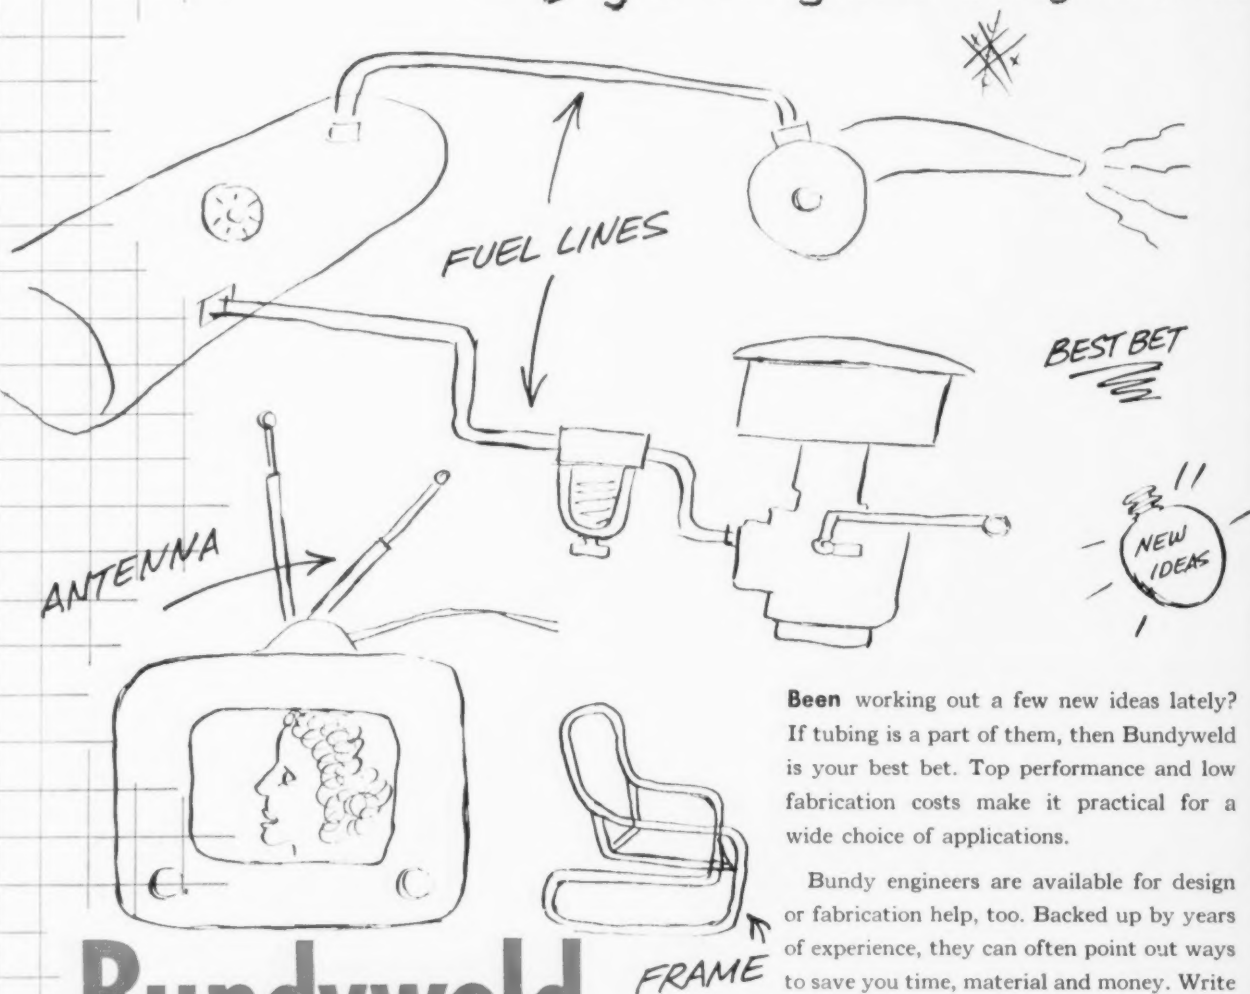 FUEL LINES
BEST BET
NEW
IDEAS
ANTENNA
Been working out a few new ideas lately?
If tubing is a part of them, then Bundyweld
is your best bet. Top performance and low
fabrication costs make it practical for a
wide choice of applications.
Bundy engineers are available for design
or fabrication help, too. Backed up by years
of experience, they can often point out ways
to save you time, material and money. Write
FRAME
Bundyweld